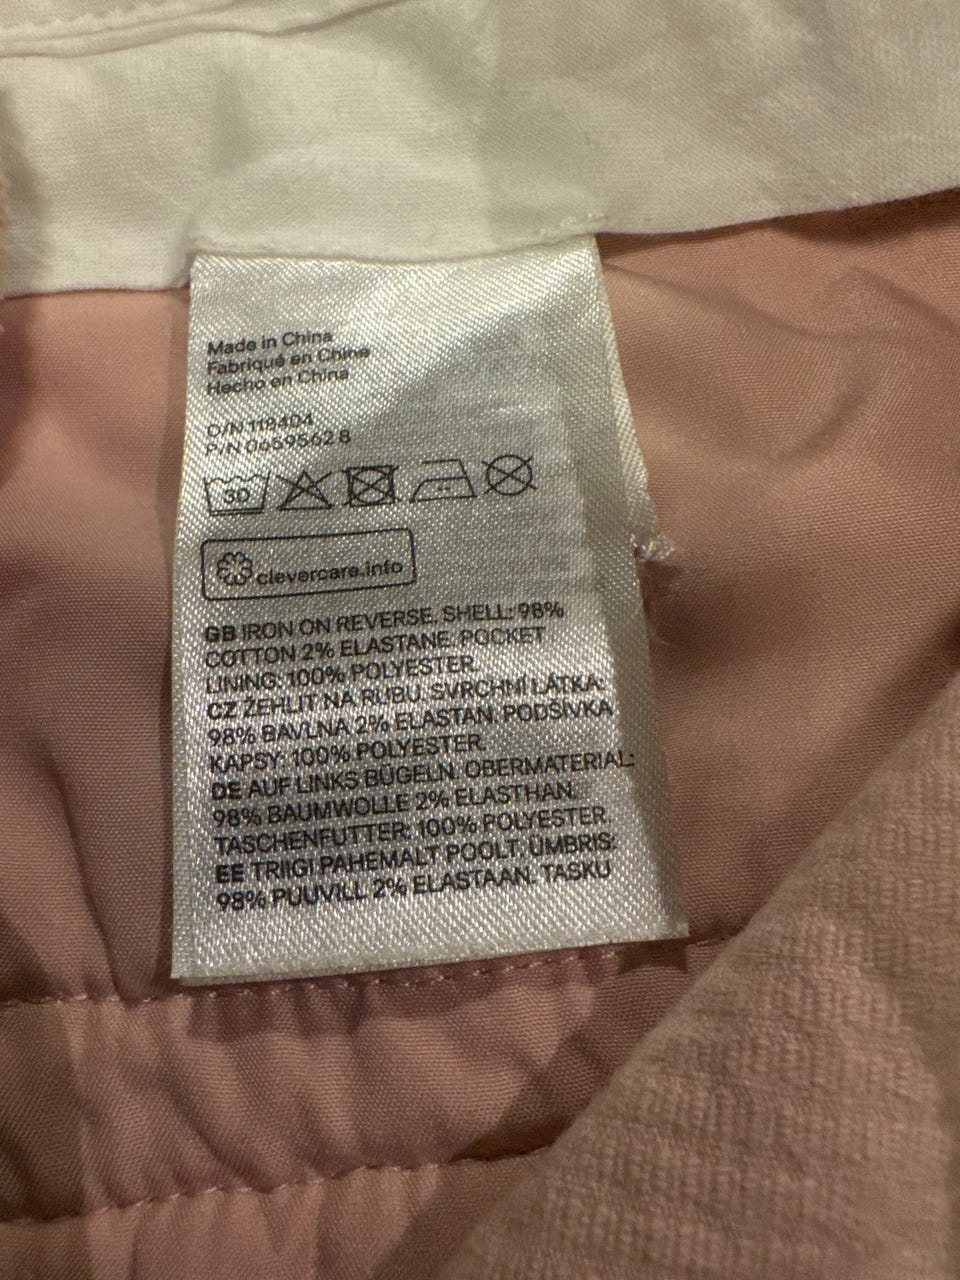 Made in China
Fabriqué en Chine
Hecho en China
O/N 118404
P/N 06595628
30
clevercare.info
GB IRON ON REVERSE. SHELL: 98%
COTTON 2% ELASTANE. POCKET
LINING: 100% POLYESTER.
CZ ŽEHLIT NA RUBU. SVRCHNÍ LÁTKA:
98% BAVLNA 2% ELASTAN. PODŠÍVKA
KAPSY: 100% POLYESTER.
DE AUF LINKS BÜGELN. OBERMATERIAL:
98% BAUMWOLLE 2% ELASTHAN.
TASCHENFUTTER: 100% POLYESTER.
EE TRIIGI PAHEMALT POOLT. ÜMBRIS:
98% PUUVILL 2% ELASTAAN. TASKU